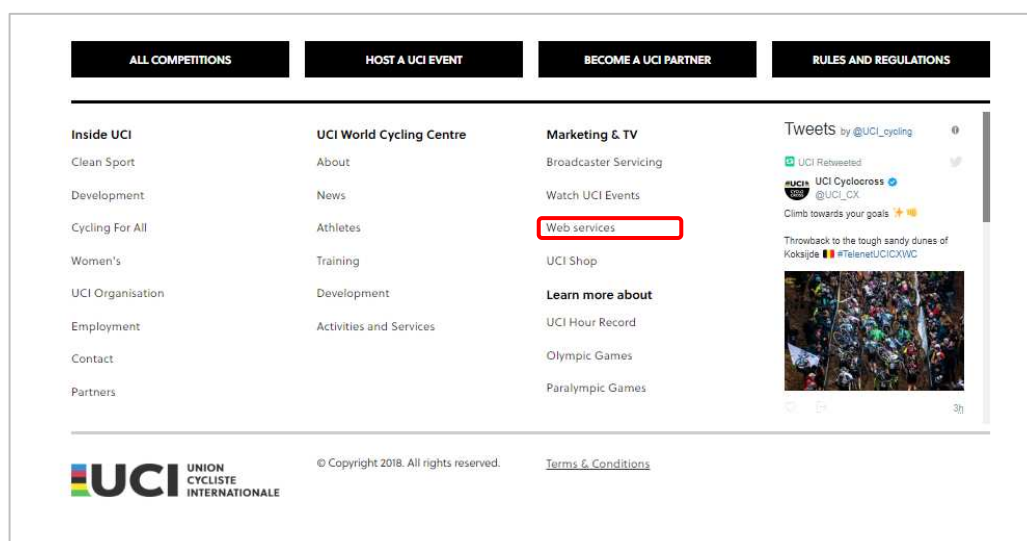 ALL COMPETITIONS
HOST A UCI EVENT
BECOME A UCI PARTNER
RULES AND REGULATIONS
Inside UCI
Clean Sport
Development
Cycling For All
Women's
UCI Organisation
Employment
Contact
Partners
UCI World Cycling Centre
About
News
Athletes
Training
Development
Activities and Services
Marketing & TV
Broadcaster Servicing
Watch UCI Events
Web services
UCI Shop
Learn more about
UCI Hour Record
Olympic Games
Paralympic Games
Tweets by @UCI_cycling
UCI Retweeted
UCI Cyclocross
@UCI_CX
Climb towards your goals
Throwback to the tough sandy dunes of
Koksijde #TelenetUCICXWC
3h
UCI
UNION
CYCLISTE
INTERNATIONALE
© Copyright 2018. All rights reserved.
Terms & Conditions